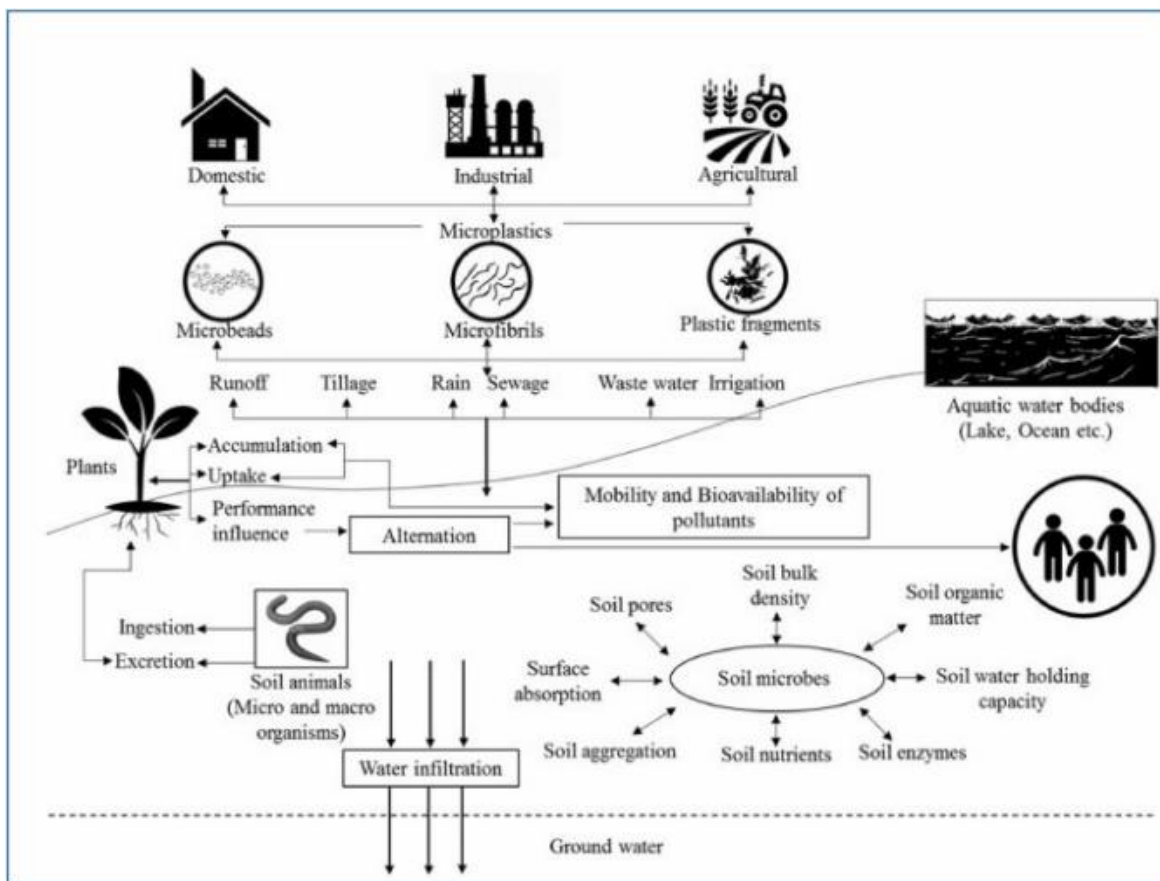 Domestic
Industrial
Agricultural
Microplastics
Microbeads
Microfibrils
Plastic fragments
Runoff
Tillage
Rain
Sewage
Waste water
Irrigation
Aquatic water bodies
(Lake, Ocean etc.)
Plants
Accumulation
Uptake
Performance
influence
Alternation
Mobility and Bioavailability of
pollutants
Ingestion
Excretion
Soil animals
(Micro and macro
organisms)
Soil pores
Soil bulk
density
Soil organic
matter
Surface
absorption
Soil microbes
Soil water holding
capacity
Soil aggregation
Soil nutrients
Soil enzymes
Water infiltration
Ground water